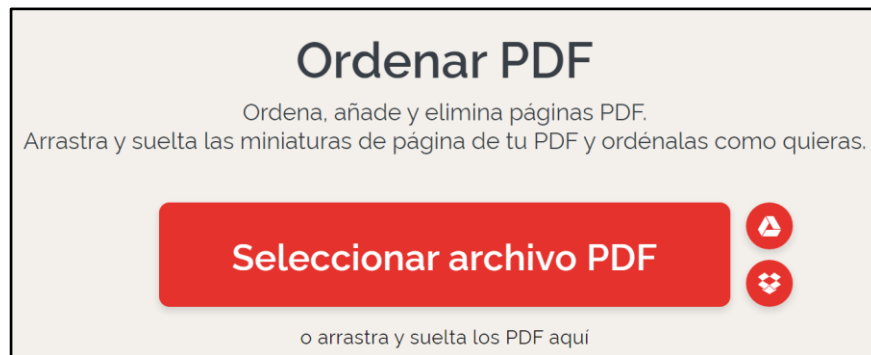 Ordenar PDF
Ordena, añade y elimina páginas PDF.
Arrastra y suelta las miniaturas de página de tu PDF y ordénalas como quieras.
Seleccionar archivo PDF
o arrastra y suelta los PDF aquí